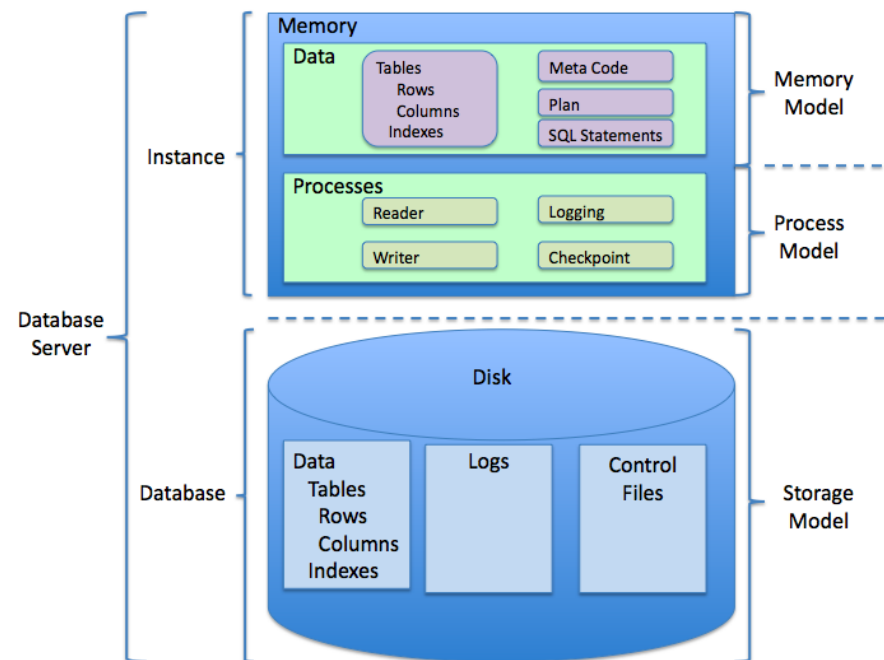 Memory
Data
Tables
Rows
Columns
Indexes
Meta Code
Plan
SQL Statements
Memory
Model
Instance
Processes
Reader
Logging
Writer
Checkpoint
Process
Model
Database
Server
Disk
Data
Tables
Rows
Columns
Indexes
Logs
Control
Files
Database
Storage
Model